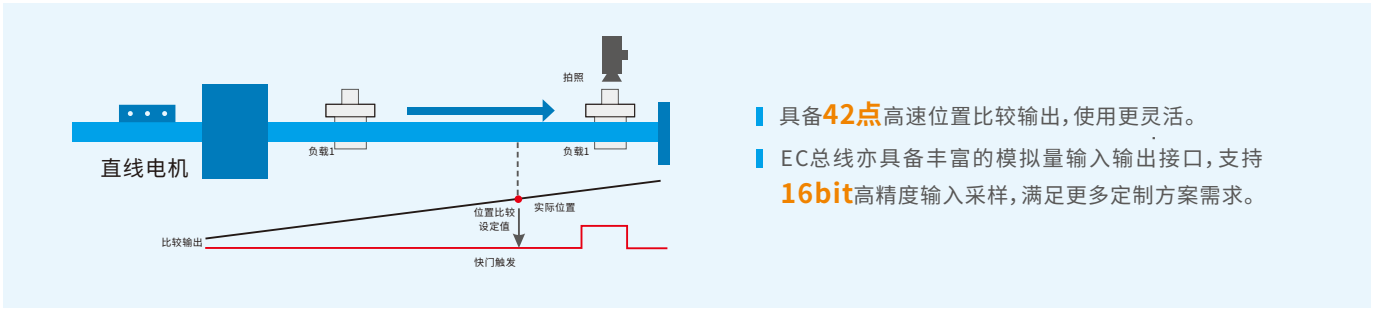 拍照
直线电机
负载1
负载1
位置比较
设定值
实际位置
比较输出
快门触发
具备42点高速位置比较输出,使用更灵活。
EC总线亦具备丰富的模拟量输入输出接口,支持
16bit高精度输入采样,满足更多定制方案需求。